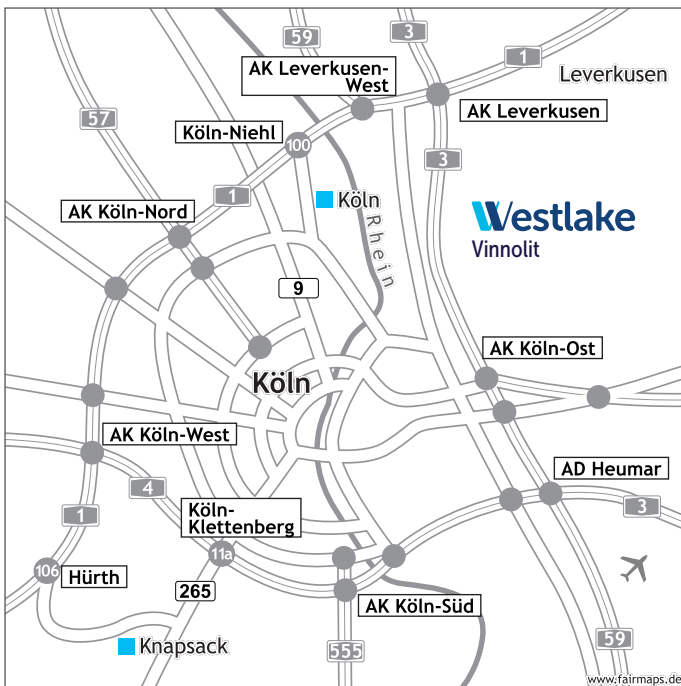 59
3
1
AK Leverkusen-
West
Leverkusen
AK Leverkusen
57
Köln-Niehl
100
3
1
Köln
AK Köln-Nord
Rhein
Westlake
Vinnolit
9
AK Köln-Ost
Köln
AK Köln-West
AD Heumar
4
3
1
Köln-
Klettenberg
11a
106
Hürth
265
AK Köln-Süd
59
Knapsack
555
www.fairmaps.de